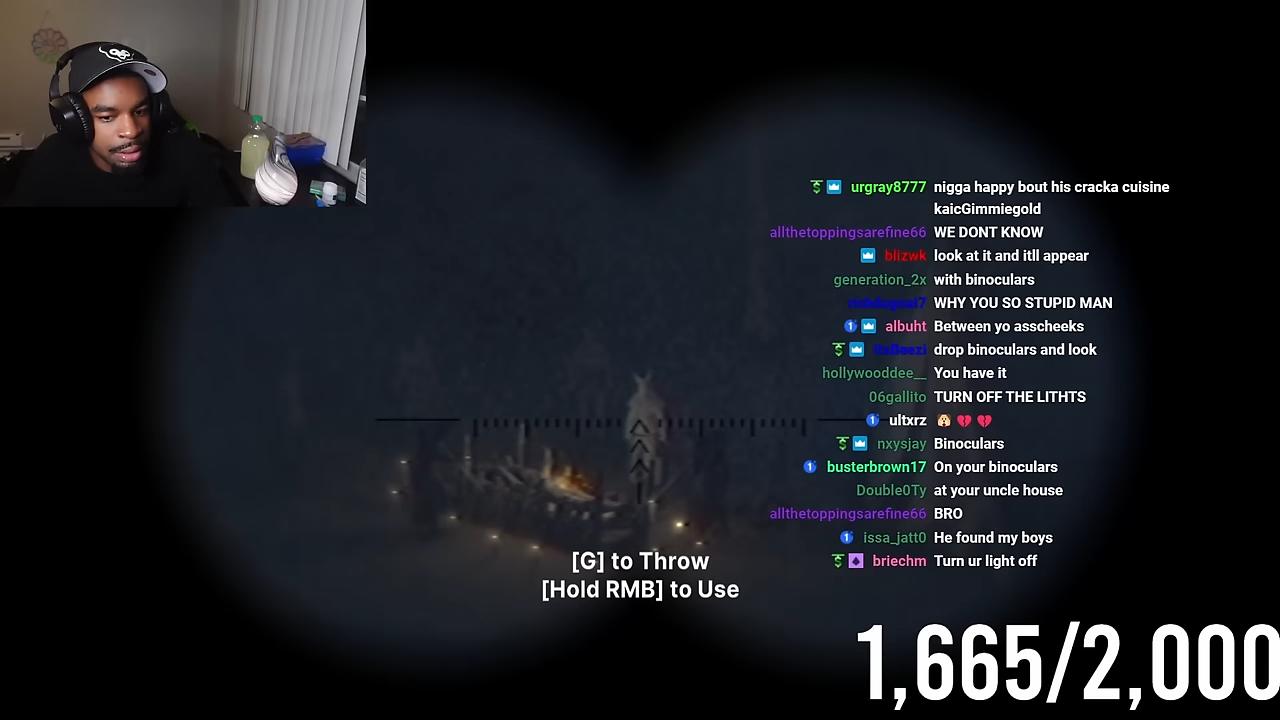 urgray8777 nigga happy bout his cracka cuisine
kaicGimmiegold
allthetoppingsarefine66 WE DONT KNOW
blizwk look at it and itll appear
generation_2x with binoculars
WHY YOU SO STUPID MAN
albuht Between yo asscheeks
drop binoculars and look
hollywooddee__ You have it
06gallito TURN OFF THE LITHTS
ultxrz
nxysjay Binoculars
busterbrown17 On your binoculars
Double0Ty at your uncle house
allthetoppingsarefine66 BRO
issa_jatt0 He found my boys
briechm Turn ur light off
[G] to Throw
[Hold RMB] to Use
1,665/2,000